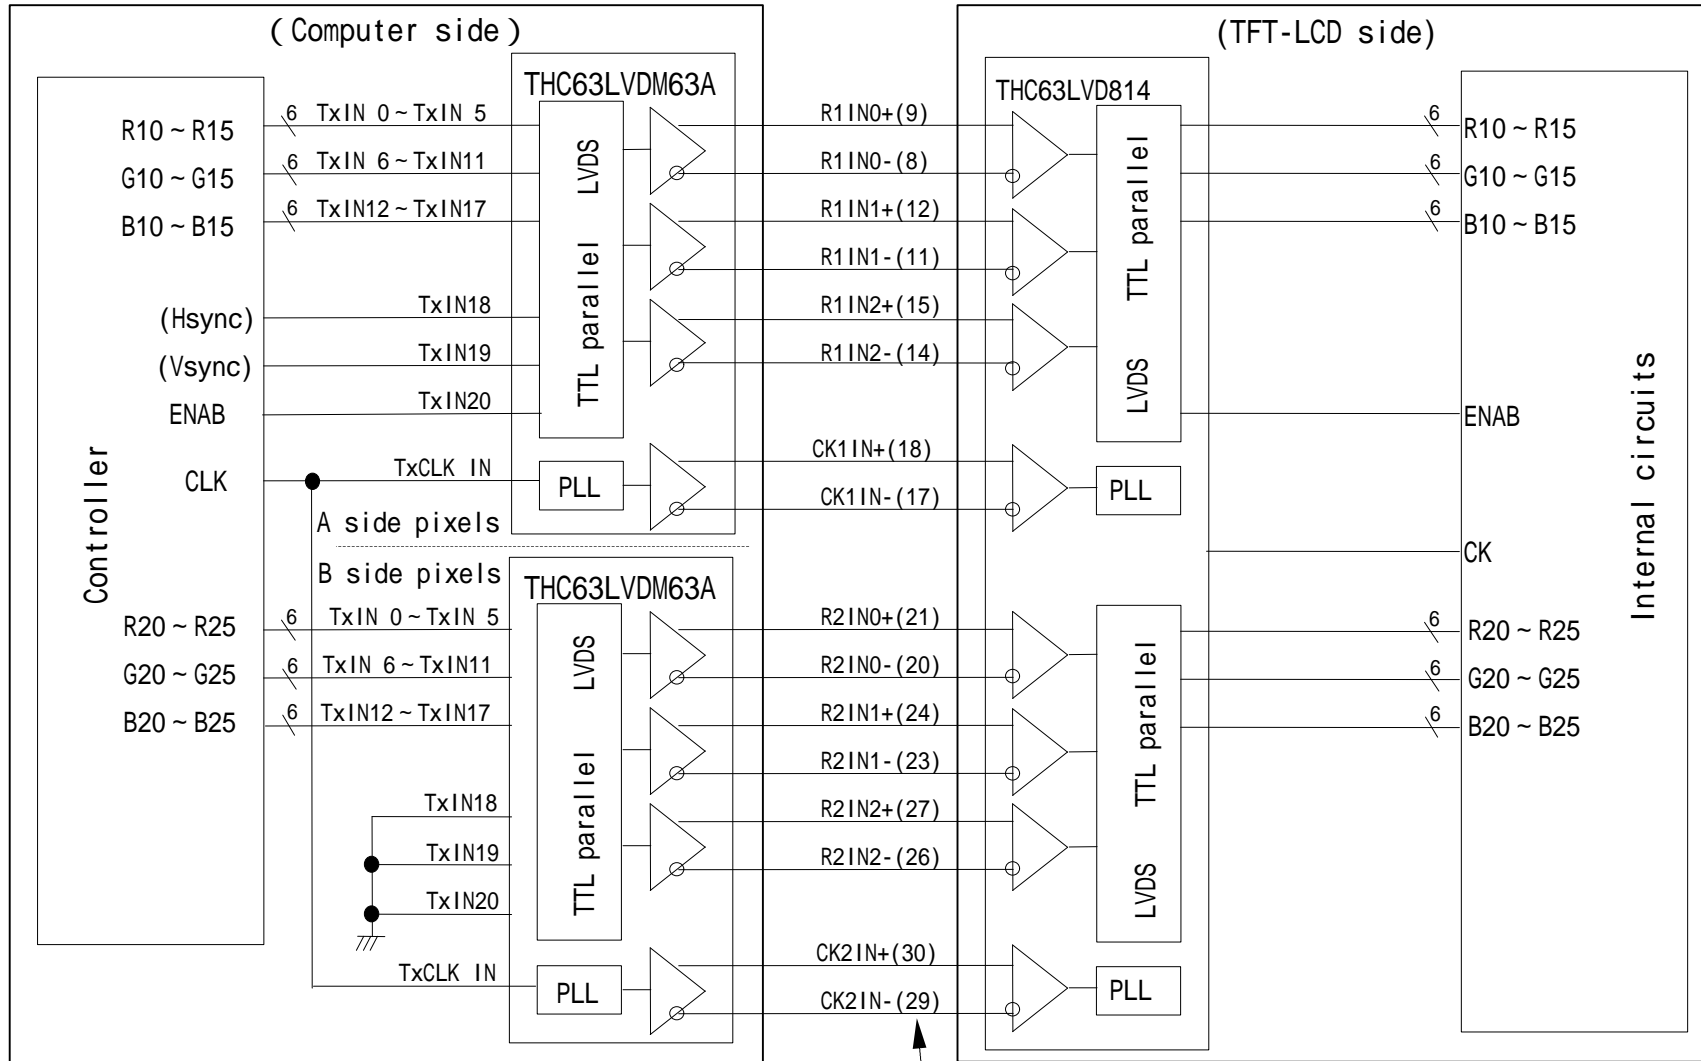 (Computer side)
(TFT-LCD side)
THC63LVDM63A
THC63LVD814
Controller
R10～R15
6
TxIN 0～TxIN 5
G10～G15
6
TxIN 6～TxIN11
B10～B15
6
TxIN12～TxIN17
(Hsync)
TxIN18
(Vsync)
TxIN19
ENAB
TxIN20
CLK
TxCLK IN
TTL parallel
LVDS
PLL
A side pixels
R1IN0+(9)
R1IN0-(8)
R1IN1+(12)
R1IN1-(11)
R1IN2+(15)
R1IN2-(14)
CK1IN+(18)
CK1IN-(17)
LVDS
TTL parallel
PLL
6
R10～R15
6
G10～G15
6
B10～B15
ENAB
CK
Internal circuits
B side pixels
THC63LVDM63A
R20～R25
6
TxIN 0～TxIN 5
G20～G25
6
TxIN 6～TxIN11
B20～B25
6
TxIN12～TxIN17
TxIN18
TxIN19
TxIN20
TxCLK IN
TTL parallel
LVDS
PLL
R2IN0+(21)
R2IN0-(20)
R2IN1+(24)
R2IN1-(23)
R2IN2+(27)
R2IN2-(26)
CK2IN+(30)
CK2IN-(29)
LVDS
TTL parallel
PLL
6
R20～R25
6
G20～G25
6
B20～B25